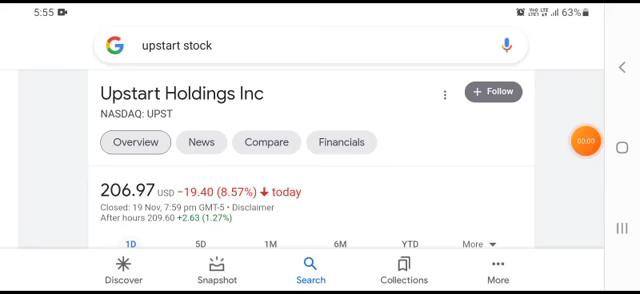 5:55 63%
upstart stock
Upstart Holdings Inc
+ Follow
NASDAQ: UPST
Overview News Compare Financials
206.97 USD −19.40 (8.57%) ↓ today
Closed: 19 Nov, 7:59 pm GMT-5 • Disclaimer
After hours 209.60 +2.63 (1.27%)
00:00
1D 5D 1M 6M YTD More
Discover Snapshot Search Collections More